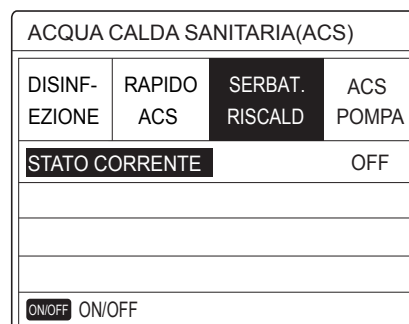 ACQUA CALDA SANITARIA(ACS)
DISINF- RAPIDO SERBAT. ACS
EZIONE ACS RISCALD POMPA
STATO CORRENTE OFF
ON/OFF ON/OFF